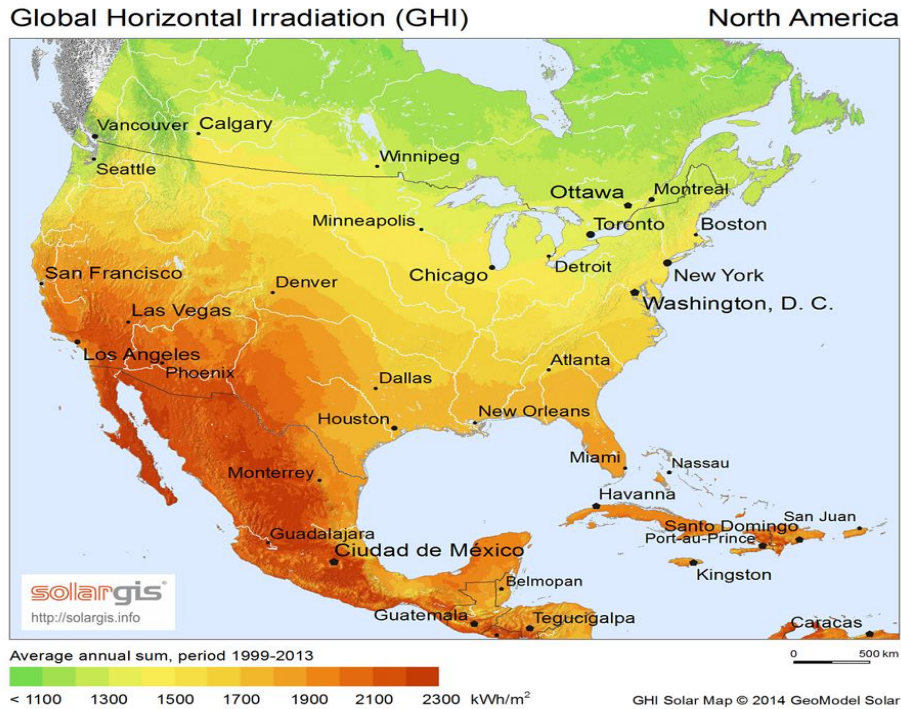 Global Horizontal Irradiation (GHI)
North America
Vancouver
Calgary
Seattle
Winnipeg
Ottawa
Montreal
Minneapolis
Toronto
Boston
Chicago
Detroit
New York
San Francisco
Denver
Washington, D. C.
Las Vegas
Los Angeles
Phoenix
Atlanta
Dallas
Houston
New Orleans
Miami
Nassau
Monterrey
Havanna
Guadalajara
Santo Domingo
San Juan
Port-au-Prince
Ciudad de México
Kingston
Belmopan
Guatemala
Tegucigalpa
Caracas
solargis
http://solargis.info
Average annual sum, period 1999-2013
0 500 km
< 1100 1300 1500 1700 1900 2100 2300 kWh/m²
GHI Solar Map © 2014 GeoModel Solar